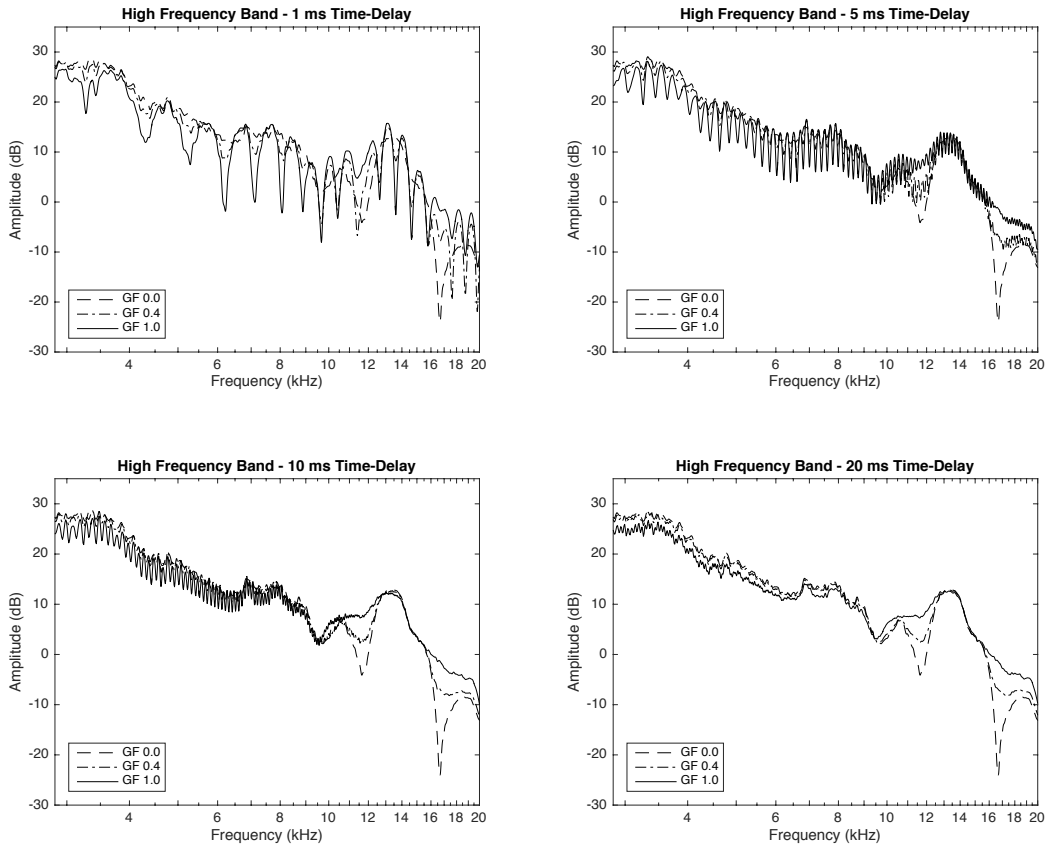 High Frequency Band - 1 ms Time-Delay
30
20
10
0
-10
-20
-30
Amplitude (dB)
GF 0.0
GF 0.4
GF 1.0
4 6 8 10 12 14 16 18 20
Frequency (kHz)
High Frequency Band - 5 ms Time-Delay
30
20
10
0
-10
-20
-30
Amplitude (dB)
GF 0.0
GF 0.4
GF 1.0
4 6 8 10 12 14 16 18 20
Frequency (kHz)
High Frequency Band - 10 ms Time-Delay
30
20
10
0
-10
-20
-30
Amplitude (dB)
GF 0.0
GF 0.4
GF 1.0
4 6 8 10 12 14 16 18 20
Frequency (kHz)
High Frequency Band - 20 ms Time-Delay
30
20
10
0
-10
-20
-30
Amplitude (dB)
GF 0.0
GF 0.4
GF 1.0
4 6 8 10 12 14 16 18 20
Frequency (kHz)